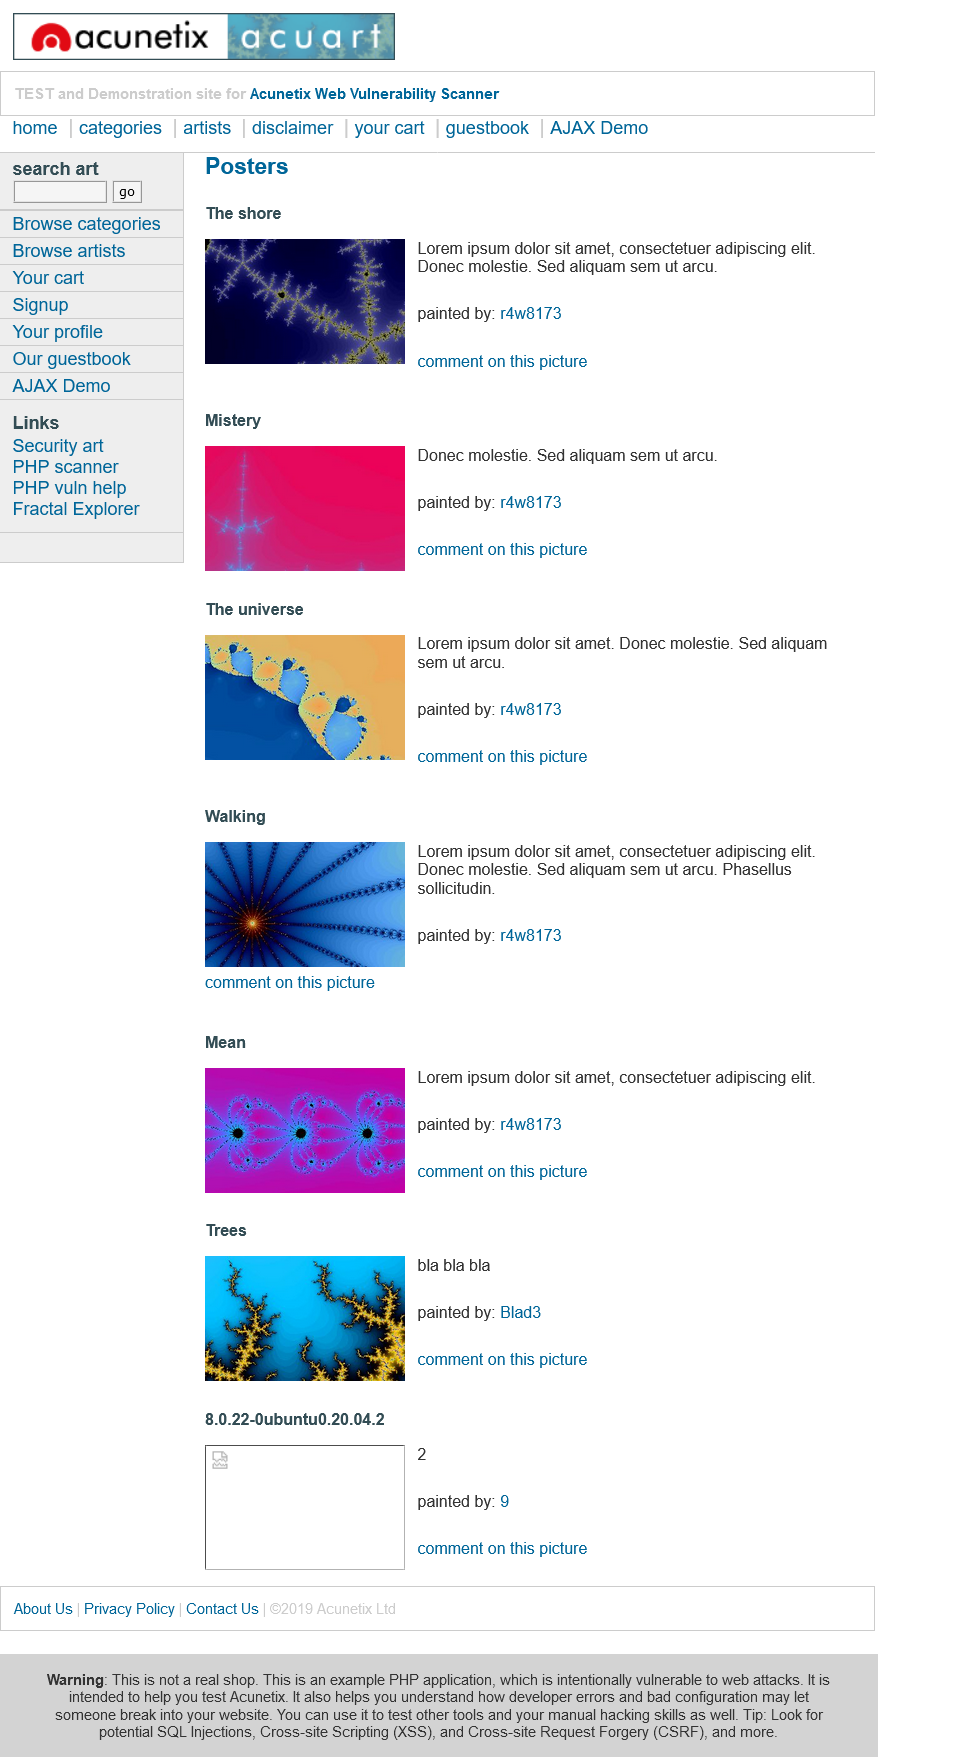 acunetix acuart
TEST and Demonstration site for Acunetix Web Vulnerability Scanner
home | categories | artists | disclaimer | your cart | guestbook | AJAX Demo
search art
go
Browse categories
Browse artists
Your cart
Signup
Your profile
Our guestbook
AJAX Demo
Links
Security art
PHP scanner
PHP vuln help
Fractal Explorer
Posters
The shore
Lorem ipsum dolor sit amet, consectetuer adipiscing elit.
Donec molestie. Sed aliquam sem ut arcu.
painted by: r4w8173
comment on this picture
Mistery
Donec molestie. Sed aliquam sem ut arcu.
painted by: r4w8173
comment on this picture
The universe
Lorem ipsum dolor sit amet. Donec molestie. Sed aliquam
sem ut arcu.
painted by: r4w8173
comment on this picture
Walking
Lorem ipsum dolor sit amet, consectetuer adipiscing elit.
Donec molestie. Sed aliquam sem ut arcu. Phasellus
sollicitudin.
painted by: r4w8173
comment on this picture
Mean
Lorem ipsum dolor sit amet, consectetuer adipiscing elit.
painted by: r4w8173
comment on this picture
Trees
bla bla bla
painted by: Blad3
comment on this picture
8.0.22-0ubuntu0.20.04.2
2
painted by: 9
comment on this picture
About Us | Privacy Policy | Contact Us | ©2019 Acunetix Ltd
Warning: This is not a real shop. This is an example PHP application, which is intentionally vulnerable to web attacks. It is
intended to help you test Acunetix. It also helps you understand how developer errors and bad configuration may let
someone break into your website. You can use it to test other tools and your manual hacking skills as well. Tip: Look for
potential SQL Injections, Cross-site Scripting (XSS), and Cross-site Request Forgery (CSRF), and more.